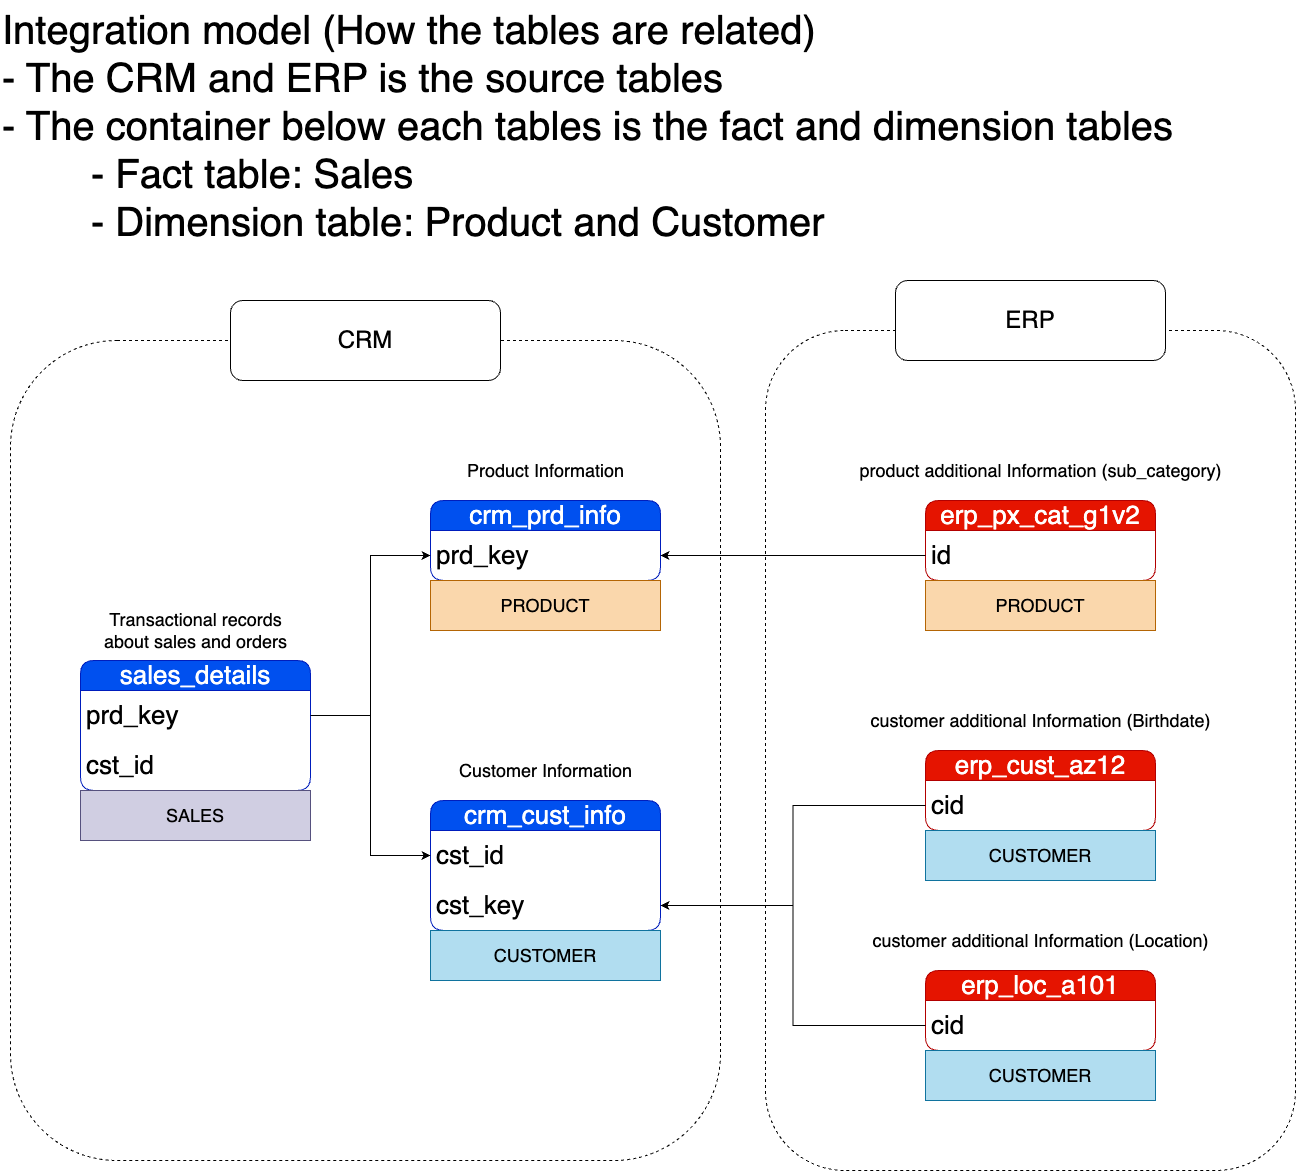 Integration model (How the tables are related)
- The CRM and ERP is the source tables
- The container below each tables is the fact and dimension tables
- Fact table: Sales
- Dimension table: Product and Customer
CRM
ERP
Product Information
crm_prd_info
prd_key
PRODUCT
product additional Information (sub_category)
erp_px_cat_g1v2
id
PRODUCT
Transactional records
about sales and orders
sales_details
prd_key
cst_id
SALES
Customer Information
crm_cust_info
cst_id
cst_key
CUSTOMER
customer additional Information (Birthdate)
erp_cust_az12
cid
CUSTOMER
customer additional Information (Location)
erp_loc_a101
cid
CUSTOMER